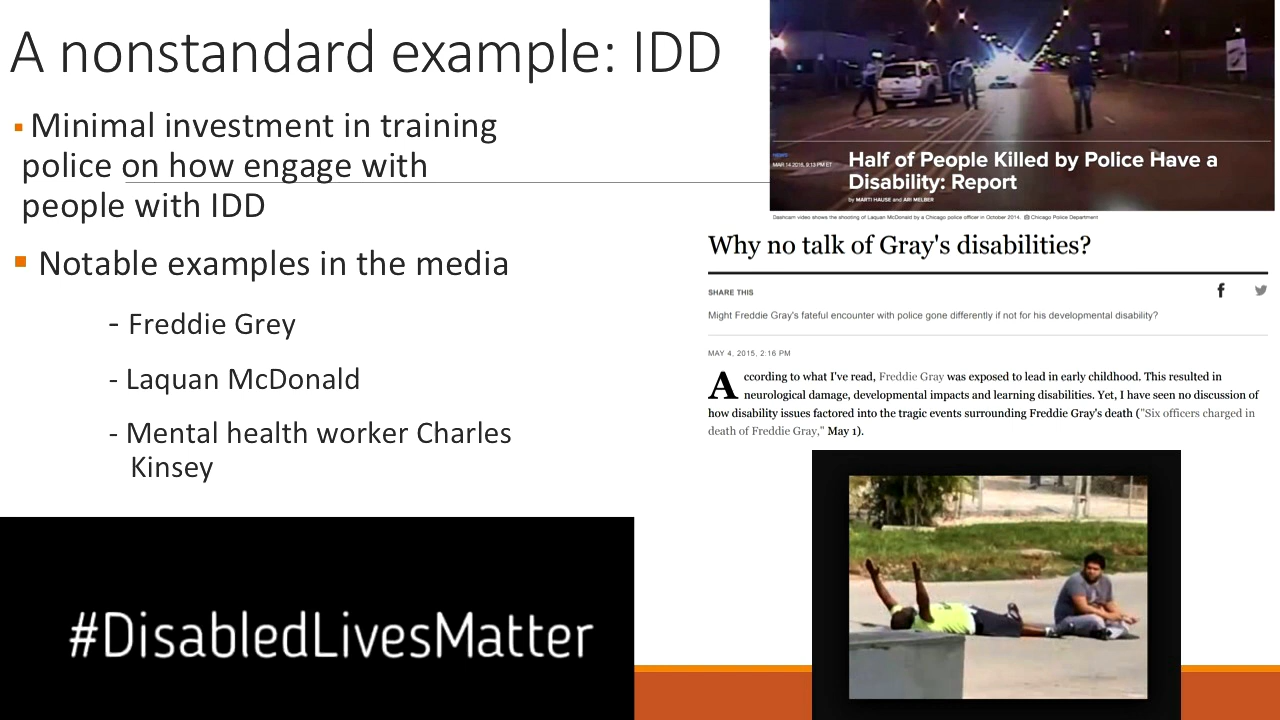 A nonstandard example: IDD
▪ Minimal investment in training
police on how engage with
people with IDD
▪ Notable examples in the media
- Freddie Grey
- Laquan McDonald
- Mental health worker Charles
Kinsey
#DisabledLivesMatter
NEWS
MAR 14 2016, 9:13 PM ET
Half of People Killed by Police Have a
Disability: Report
by MARTI HAUSE and ARI MELBER
Dashcam video shows the shooting of Laquan McDonald by a Chicago police officer in October 2014. Chicago Police Department
Why no talk of Gray's disabilities?
SHARE THIS
Might Freddie Gray's fateful encounter with police gone differently if not for his developmental disability?
MAY 4, 2015, 2:16 PM
According to what I've read, Freddie Gray was exposed to lead in early childhood. This resulted in
neurological damage, developmental impacts and learning disabilities. Yet, I have seen no discussion of
how disability issues factored into the tragic events surrounding Freddie Gray's death ("Six officers charged in
death of Freddie Gray," May 1).